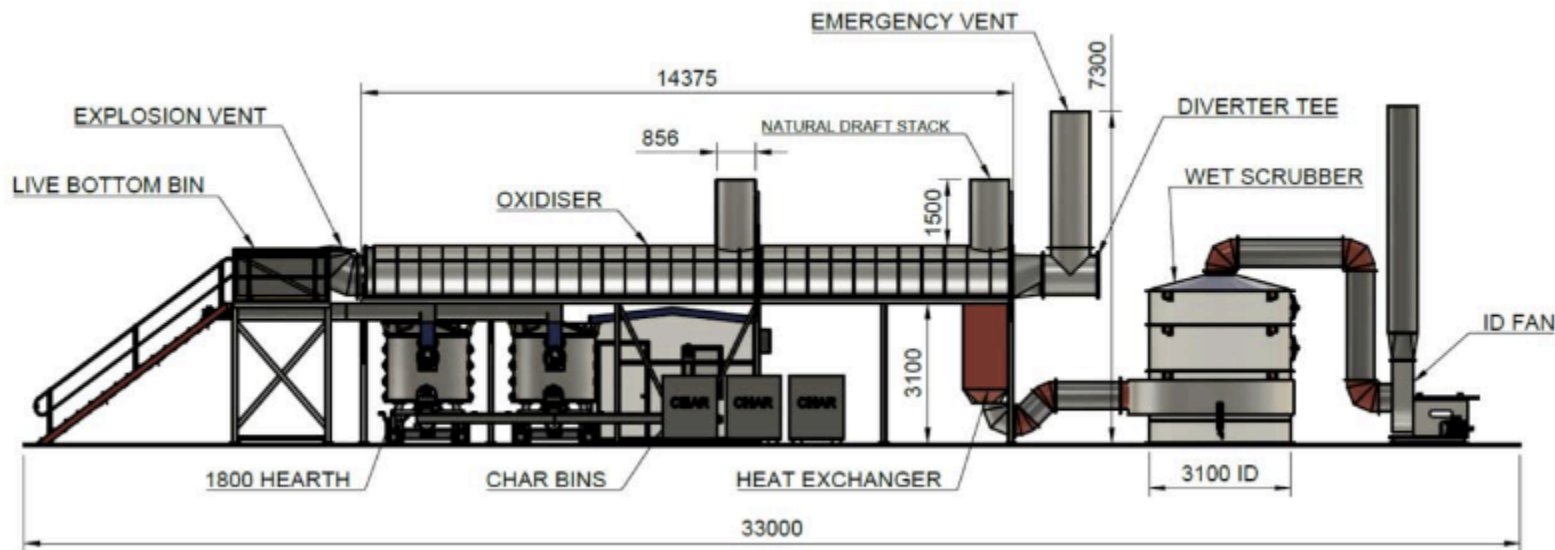 EMERGENCY VENT
7300
14375
EXPLOSION VENT
NATURAL DRAFT STACK
DIVERTER TEE
856
LIVE BOTTOM BIN
WET SCRUBBER
OXIDISER
1500
ID FAN
3100
CHAR CHAR CHAR
1800 HEARTH
CHAR BINS
HEAT EXCHANGER
3100 ID
33000